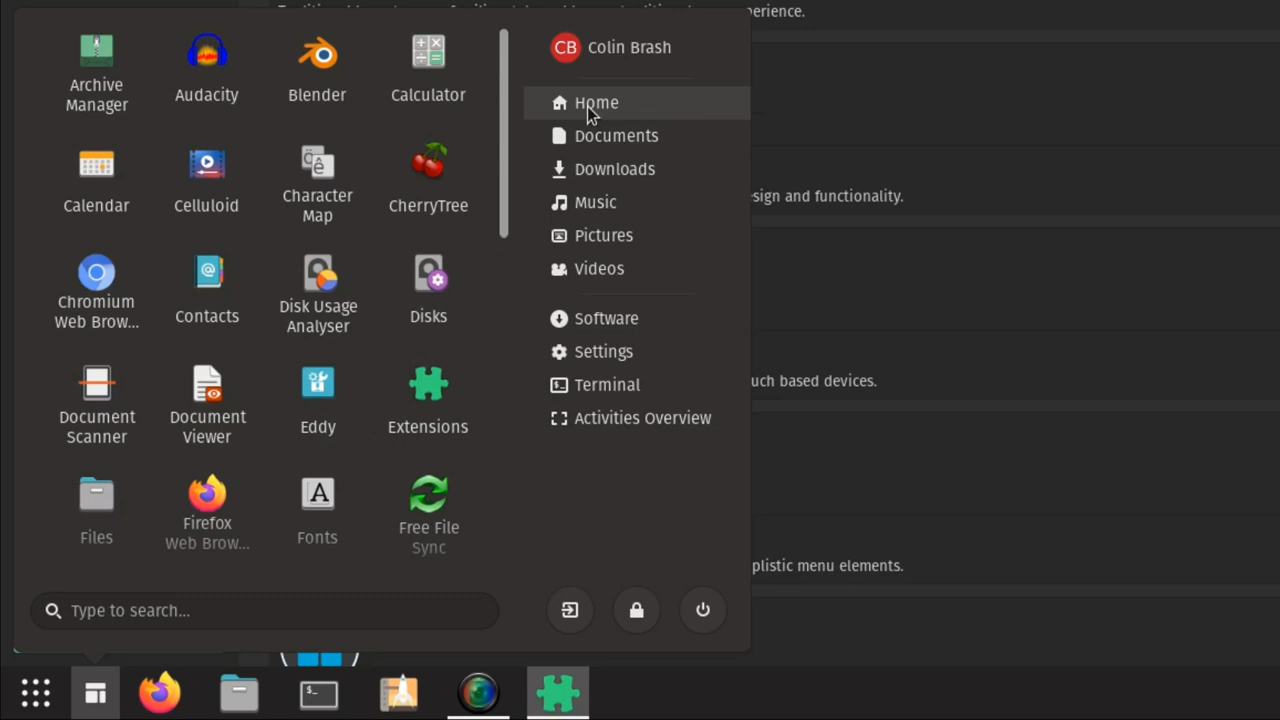 perience.
Archive
Manager
Audacity
Blender
Calculator
Calendar
Celluloid
Character
Map
CherryTree
Chromium
Web Brow...
Contacts
Disk Usage
Analyser
Disks
Document
Scanner
Document
Viewer
Eddy
Extensions
Files
Firefox
Web Brow...
Fonts
Free File
Sync
Type to search...
CB Colin Brash
Home
Documents
Downloads
Music
Pictures
Videos
Software
Settings
Terminal
Activities Overview
sign and functionality.
uch based devices.
plistic menu elements.